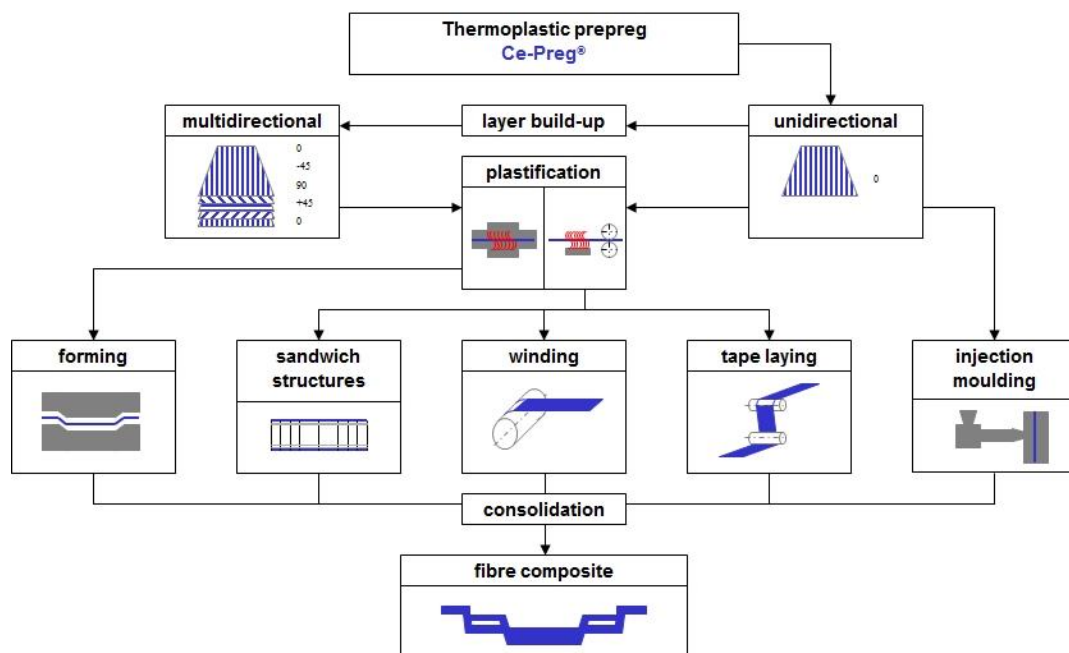 Thermoplastic prepreg
Ce-Preg®
multidirectional
0
-45
90
+45
0
layer build-up
unidirectional
0
plastification
forming
sandwich
structures
winding
tape laying
injection
moulding
consolidation
fibre composite